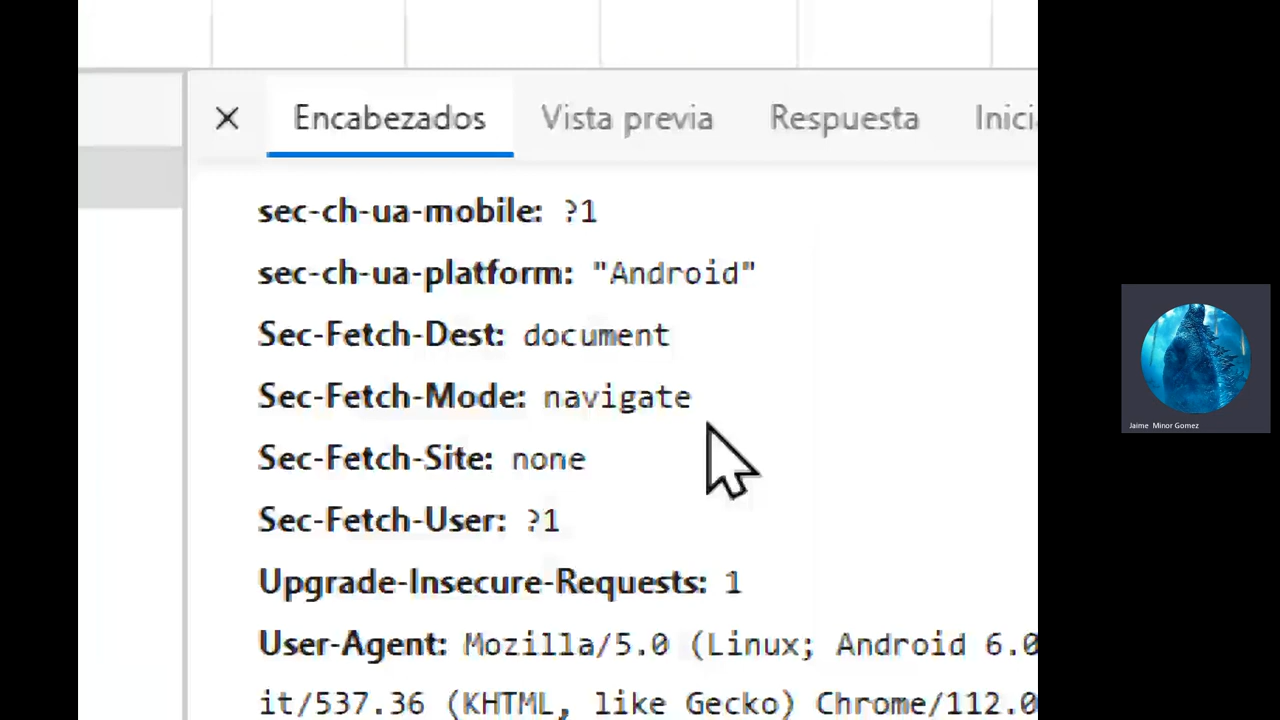 Encabezados Vista previa Respuesta Inici
sec-ch-ua-mobile: ?1
sec-ch-ua-platform: "Android"
Sec-Fetch-Dest: document
Sec-Fetch-Mode: navigate
Sec-Fetch-Site: none
Sec-Fetch-User: ?1
Upgrade-Insecure-Requests: 1
User-Agent: Mozilla/5.0 (Linux; Android 6.0
it/537.36 (KHTML, like Gecko) Chrome/112.0
Jaime Minor Gomez